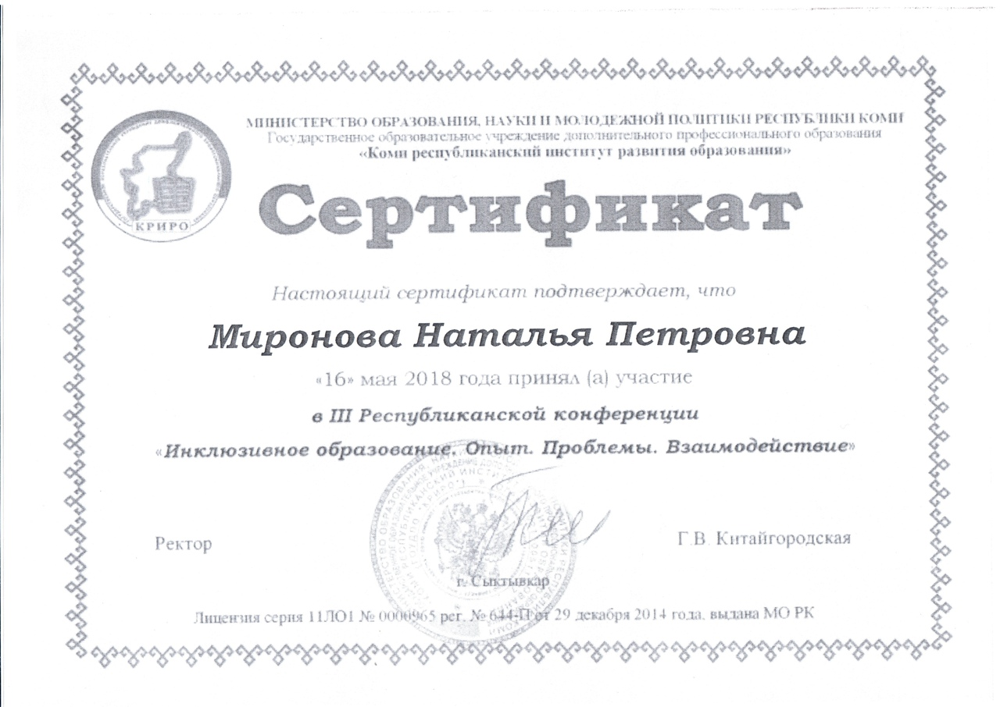 МИНИСТЕРСТВО ОБРАЗОВАНИЯ, НАУКИ И МОЛОДЕЖНОЙ ПОЛИТИКИ РЕСПУБЛИКИ КОМИ
Государственное образовательное учреждение дополнительного профессионального образования
«Коми республиканский институт развития образования»
КРИРО
Сертификат
Настоящий сертификат подтверждает, что
Миронова Наталья Петровна
«16» мая 2018 года принял (а) участие
в III Республиканской конференции
«Инклюзивное образование. Опыт. Проблемы. Взаимодействие»
Ректор
Г.В. Китайгородская
г. Сыктывкар
Лицензия серия 11ЛО1 № 0000965 рег. № 644-П от 29 декабря 2014 года, выдана МО РК